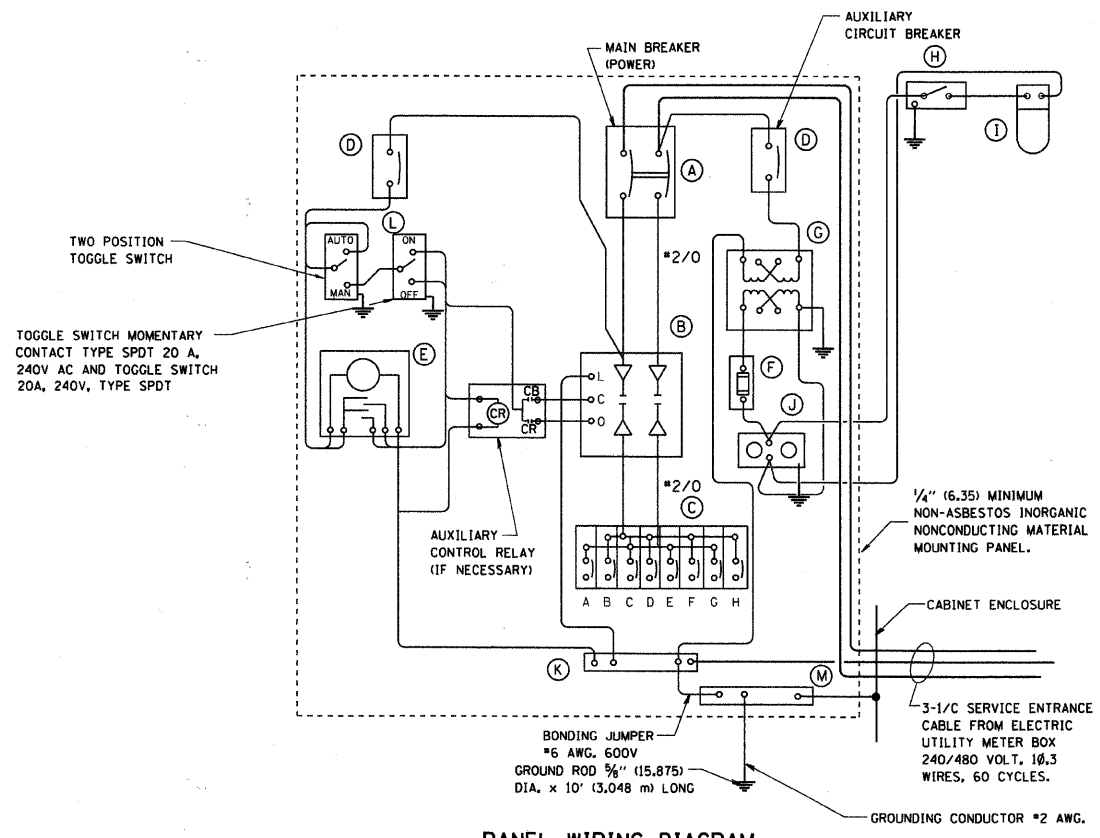 AUXILIARY
CIRCUIT BREAKER
MAIN BREAKER
(POWER)
H
I
D
A
D
L
G
AUTO
MAN
ON
OFF
TWO POSITION
TOGGLE SWITCH
#2/0
TOGGLE SWITCH MOMENTARY
CONTACT TYPE SPDT 20 A,
240V AC AND TOGGLE SWITCH
20A, 240V, TYPE SPDT
E
B
F
J
L
C
O
CR
CB
CR
#2/0
C
AUXILIARY
CONTROL RELAY
(IF NECESSARY)
1/4" (6.35) MINIMUM
NON-ASBESTOS INORGANIC
NONCONDUCTING MATERIAL
MOUNTING PANEL.
A B C D E F G H
CABINET ENCLOSURE
K
M
BONDING JUMPER
#6 AWG. 600V
GROUND ROD 5/8" (15.875)
DIA. x 10' (3.048 m) LONG
3-1/C SERVICE ENTRANCE
CABLE FROM ELECTRIC
UTILITY METER BOX
240/480 VOLT, 1Ø,3
WIRES, 60 CYCLES.
GROUNDING CONDUCTOR #2 AWG.
PANEL WIRING DIAGRAM